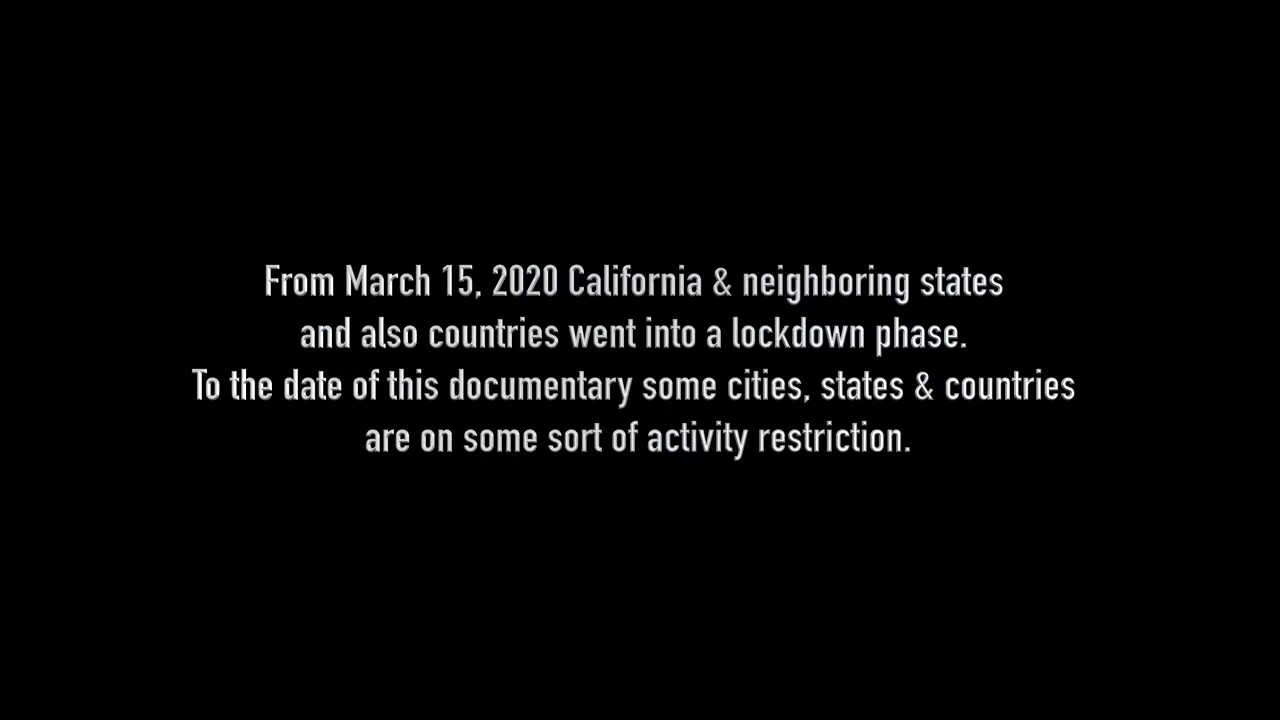 From March 15, 2020 California & neighboring states
and also countries went into a lockdown phase.
To the date of this documentary some cities, states & countries
are on some sort of activity restriction.